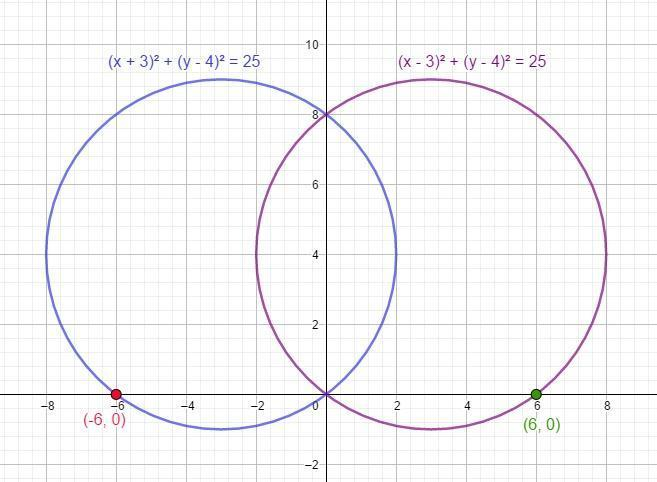 10
(x + 3)² + (y - 4)² = 25
(x - 3)² + (y - 4)² = 25
8
6
4
2
−8 −6 −4 −2 0 2 4 6 8
(-6, 0)
(6, 0)
−2